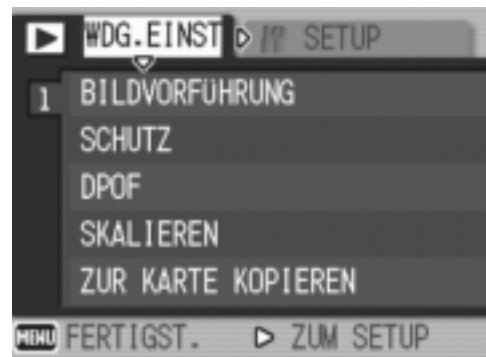 WDG.EINST SETUP
1 BILDVORFÜHRUNG
SCHUTZ
DPOF
SKALIEREN
ZUR KARTE KOPIEREN
MENU FERTIGST. ZUM SETUP